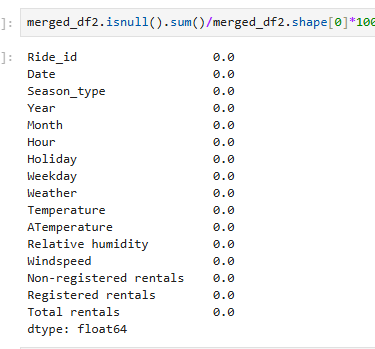 ]: merged_df2.isnull().sum()/merged_df2.shape[0]*100
]: Ride_id 0.0
Date 0.0
Season_type 0.0
Year 0.0
Month 0.0
Hour 0.0
Holiday 0.0
Weekday 0.0
Weather 0.0
Temperature 0.0
ATemperature 0.0
Relative humidity 0.0
Windspeed 0.0
Non-registered rentals 0.0
Registered rentals 0.0
Total rentals 0.0
dtype: float64